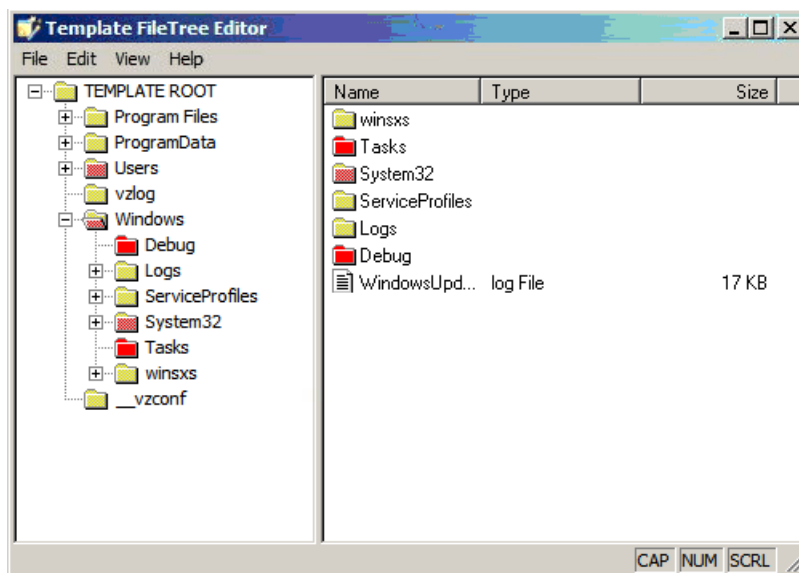 Template FileTree Editor
File Edit View Help
TEMPLATE ROOT
Program Files
ProgramData
Users
vzlog
Windows
Debug
Logs
ServiceProfiles
System32
Tasks
winsxs
__vzconf
Name Type Size
winsxs
Tasks
System32
ServiceProfiles
Logs
Debug
WindowsUpd... log File 17 KB
CAP NUM SCRL